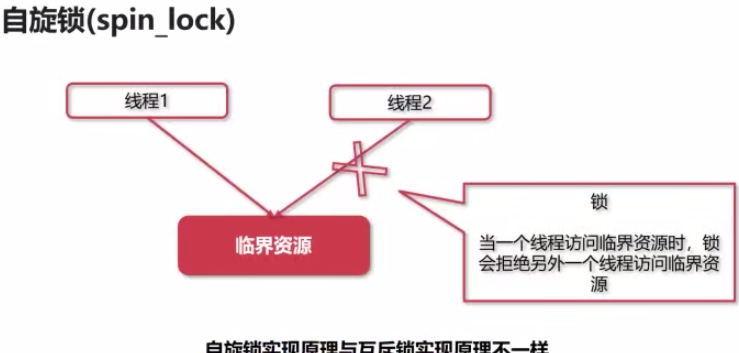 自旋锁(spin_lock)
线程1
线程2
锁
当一个线程访问临界资源时，锁
会拒绝另外一个线程访问临界资
源
临界资源
自旋锁实现原理与互斥锁实现原理不一样